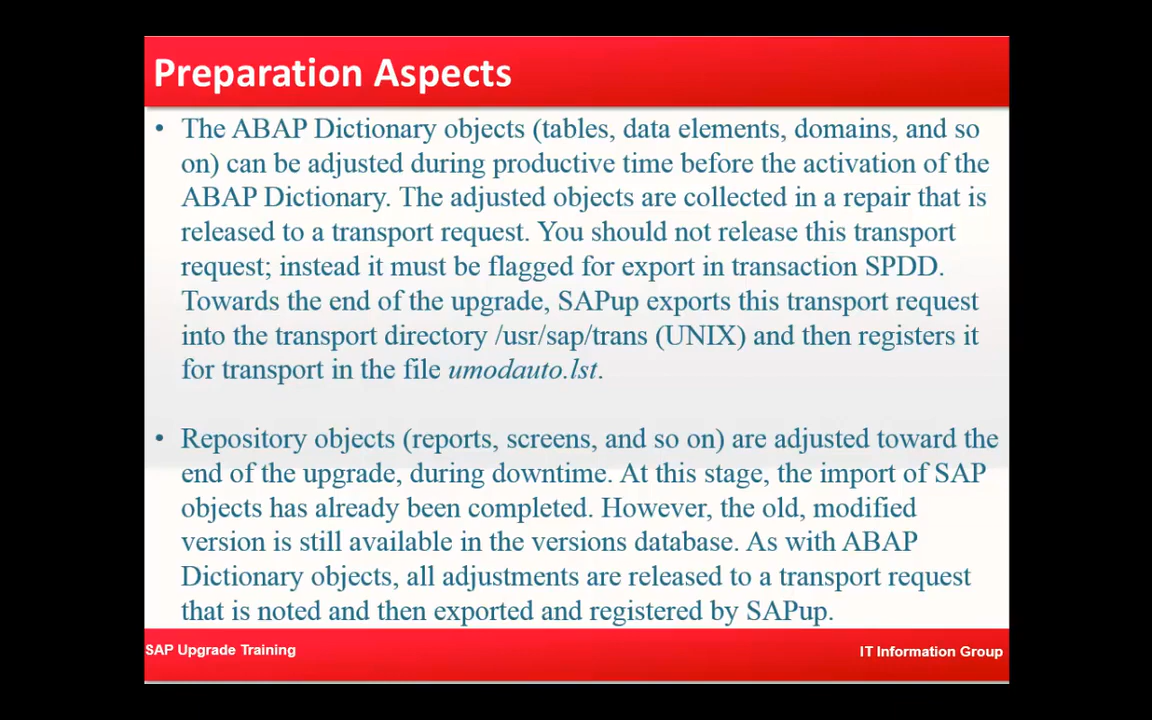 Preparation Aspects
• The ABAP Dictionary objects (tables, data elements, domains, and so
on) can be adjusted during productive time before the activation of the
ABAP Dictionary. The adjusted objects are collected in a repair that is
released to a transport request. You should not release this transport
request; instead it must be flagged for export in transaction SPDD.
Towards the end of the upgrade, SAPup exports this transport request
into the transport directory /usr/sap/trans (UNIX) and then registers it
for transport in the file umodauto.lst.
• Repository objects (reports, screens, and so on) are adjusted toward the
end of the upgrade, during downtime. At this stage, the import of SAP
objects has already been completed. However, the old, modified
version is still available in the versions database. As with ABAP
Dictionary objects, all adjustments are released to a transport request
that is noted and then exported and registered by SAPup.
SAP Upgrade Training
IT Information Group